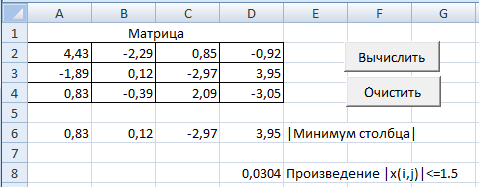 A B C D E F G
1 Матрица
2 4,43 -2,29 0,85 -0,92 Вычислить
3 -1,89 0,12 -2,97 3,95
4 0,83 -0,39 2,09 -3,05 Очистить
5
6 0,83 0,12 -2,97 3,95 |Минимум столбца|
7
8 0,0304 Произведение |x(i,j)|<=1.5